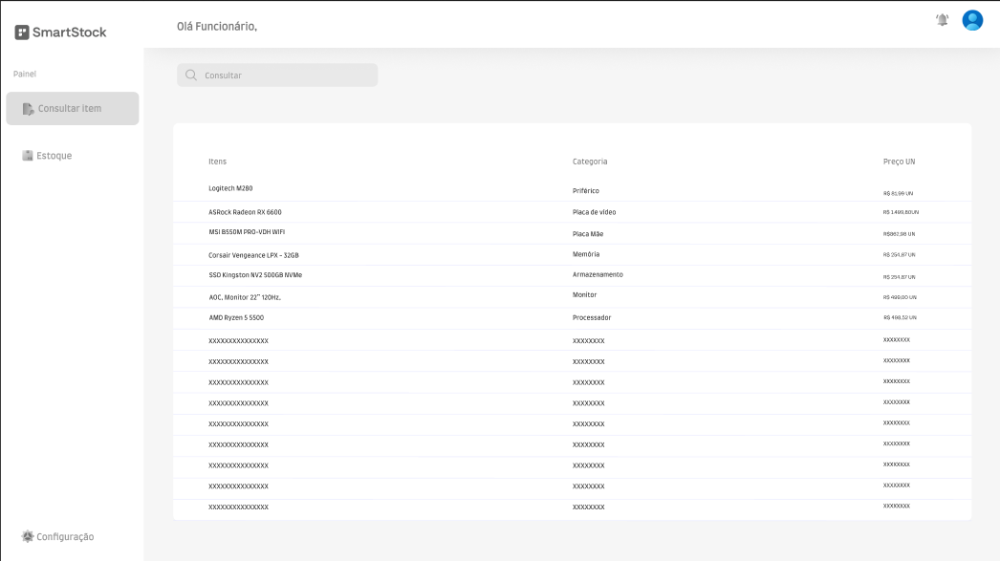 SmartStock
Olá Funcionário,
Painel
Consultar
Consultar item
Estoque
Itens Categoria Preço UN
Logitech M280 Priférico R$ 81,99 UN
ASRock Radeon RX 6600 Placa de vídeo R$ 1.499,80UN
MSI B550M PRO-VDH WIFI Placa Mãe R$862,98 UN
Corsair Vengeance LPX - 32GB Memória R$ 254,87 UN
SSD Kingston NV2 500GB NVMe Armazenamento R$ 254,87 UN
AOC, Monitor 22" 120Hz, Monitor R$ 499,00 UN
AMD Ryzen 5 5500 Processador R$ 498,52 UN
XXXXXXXXXXXXXXX XXXXXXXX XXXXXXXX
XXXXXXXXXXXXXXX XXXXXXXX XXXXXXXX
XXXXXXXXXXXXXXX XXXXXXXX XXXXXXXX
XXXXXXXXXXXXXXX XXXXXXXX XXXXXXXX
XXXXXXXXXXXXXXX XXXXXXXX XXXXXXXX
XXXXXXXXXXXXXXX XXXXXXXX XXXXXXXX
XXXXXXXXXXXXXXX XXXXXXXX XXXXXXXX
XXXXXXXXXXXXXXX XXXXXXXX XXXXXXXX
XXXXXXXXXXXXXXX XXXXXXXX XXXXXXXX
Configuração